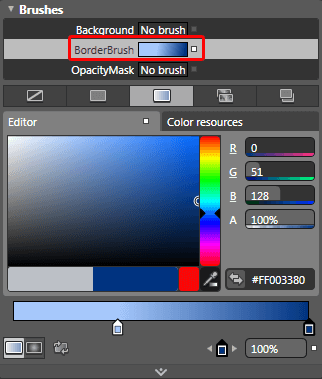 Brushes
Background No brush
BorderBrush
OpacityMask No brush
Editor Color resources
R 0
G 51
B 128
A 100%
#FF003380
100%